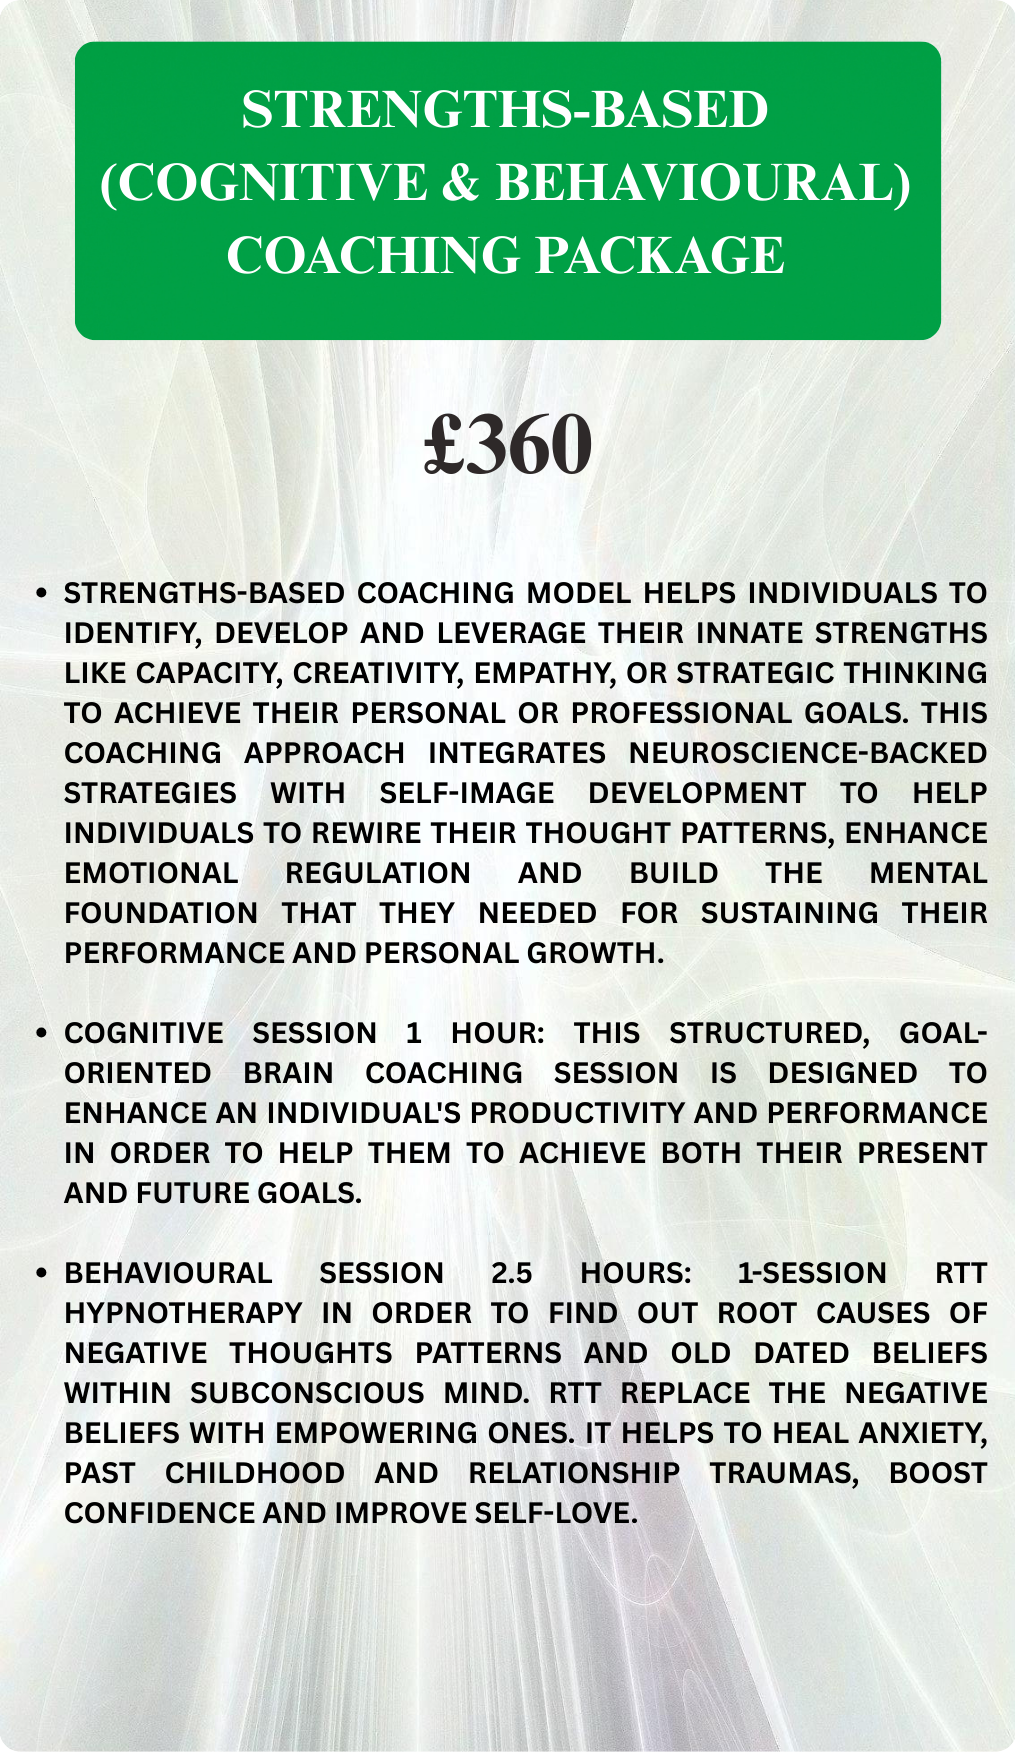 STRENGTHS-BASED
(COGNITIVE & BEHAVIOURAL)
COACHING PACKAGE
£360
• STRENGTHS-BASED COACHING MODEL HELPS INDIVIDUALS TO
IDENTIFY, DEVELOP AND LEVERAGE THEIR INNATE STRENGTHS
LIKE CAPACITY, CREATIVITY, EMPATHY, OR STRATEGIC THINKING
TO ACHIEVE THEIR PERSONAL OR PROFESSIONAL GOALS. THIS
COACHING APPROACH INTEGRATES NEUROSCIENCE-BACKED
STRATEGIES WITH SELF-IMAGE DEVELOPMENT TO HELP
INDIVIDUALS TO REWIRE THEIR THOUGHT PATTERNS, ENHANCE
EMOTIONAL REGULATION AND BUILD THE MENTAL
FOUNDATION THAT THEY NEEDED FOR SUSTAINING THEIR
PERFORMANCE AND PERSONAL GROWTH.
• COGNITIVE SESSION 1 HOUR: THIS STRUCTURED, GOAL-
ORIENTED BRAIN COACHING SESSION IS DESIGNED TO
ENHANCE AN INDIVIDUAL'S PRODUCTIVITY AND PERFORMANCE
IN ORDER TO HELP THEM TO ACHIEVE BOTH THEIR PRESENT
AND FUTURE GOALS.
• BEHAVIOURAL SESSION 2.5 HOURS: 1-SESSION RTT
HYPNOTHERAPY IN ORDER TO FIND OUT ROOT CAUSES OF
NEGATIVE THOUGHTS PATTERNS AND OLD DATED BELIEFS
WITHIN SUBCONSCIOUS MIND. RTT REPLACE THE NEGATIVE
BELIEFS WITH EMPOWERING ONES. IT HELPS TO HEAL ANXIETY,
PAST CHILDHOOD AND RELATIONSHIP TRAUMAS, BOOST
CONFIDENCE AND IMPROVE SELF-LOVE.